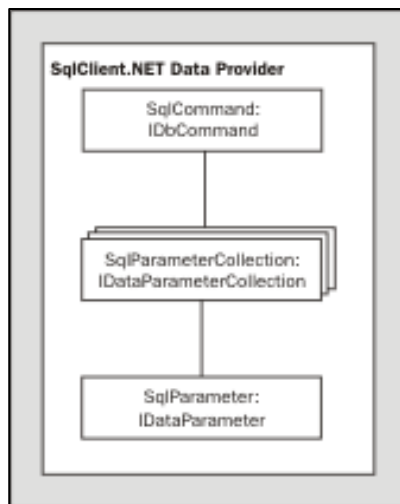 SqlClient.NET Data Provider
SqlCommand:
IDbCommand
SqlParameterCollection:
IDataParameterCollection
SqlParameter:
IDataParameter